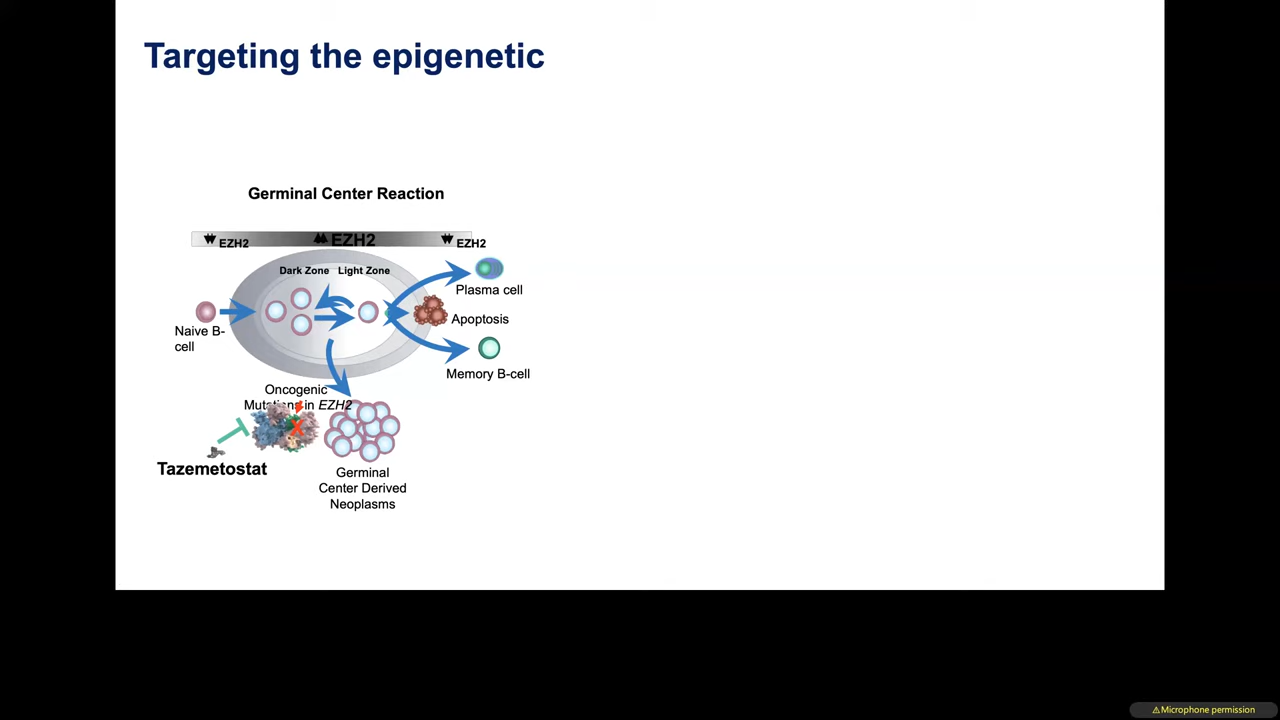 Targeting the epigenetic
Germinal Center Reaction
EZH2
EZH2
EZH2
Dark Zone
Light Zone
Plasma cell
Naive B-
cell
Apoptosis
Memory B-cell
Oncogenic
Mutations in EZH2
Tazemetostat
Germinal
Center Derived
Neoplasms
⚠Microphone permission